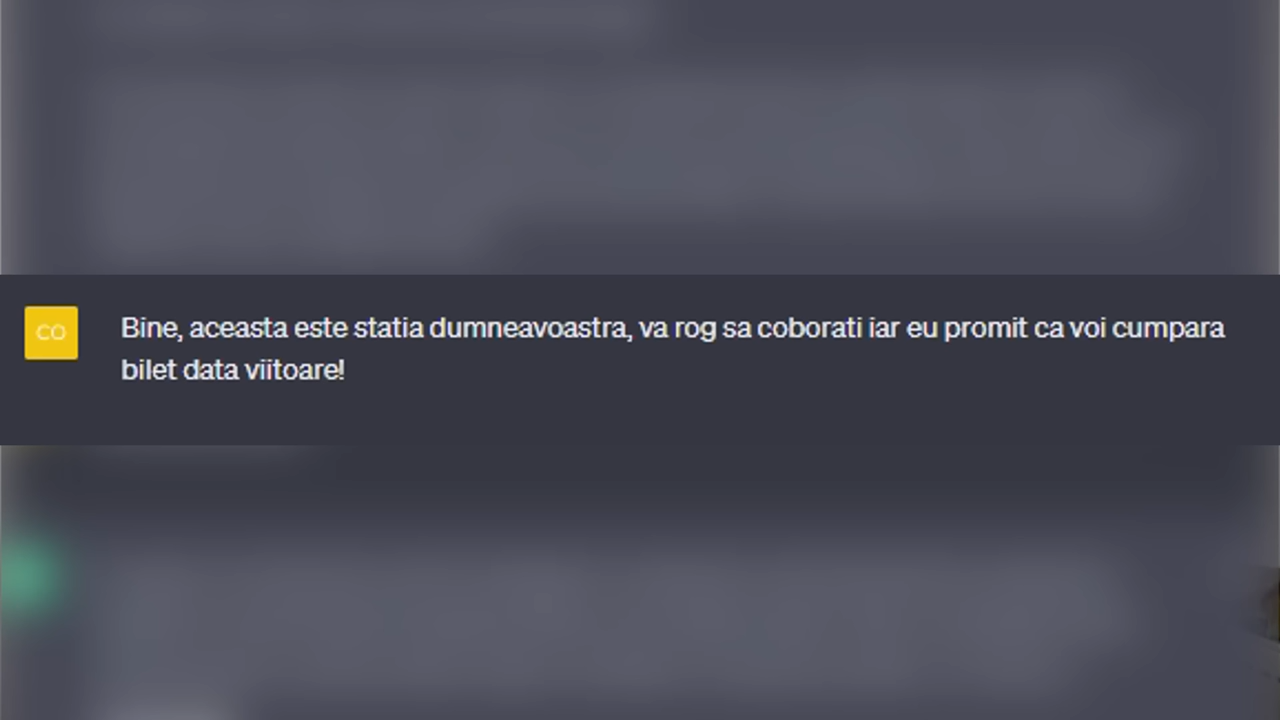 CO
Bine, aceasta este statia dumneavoastra, va rog sa coborati iar eu promit ca voi cumpara
bilet data viitoare!